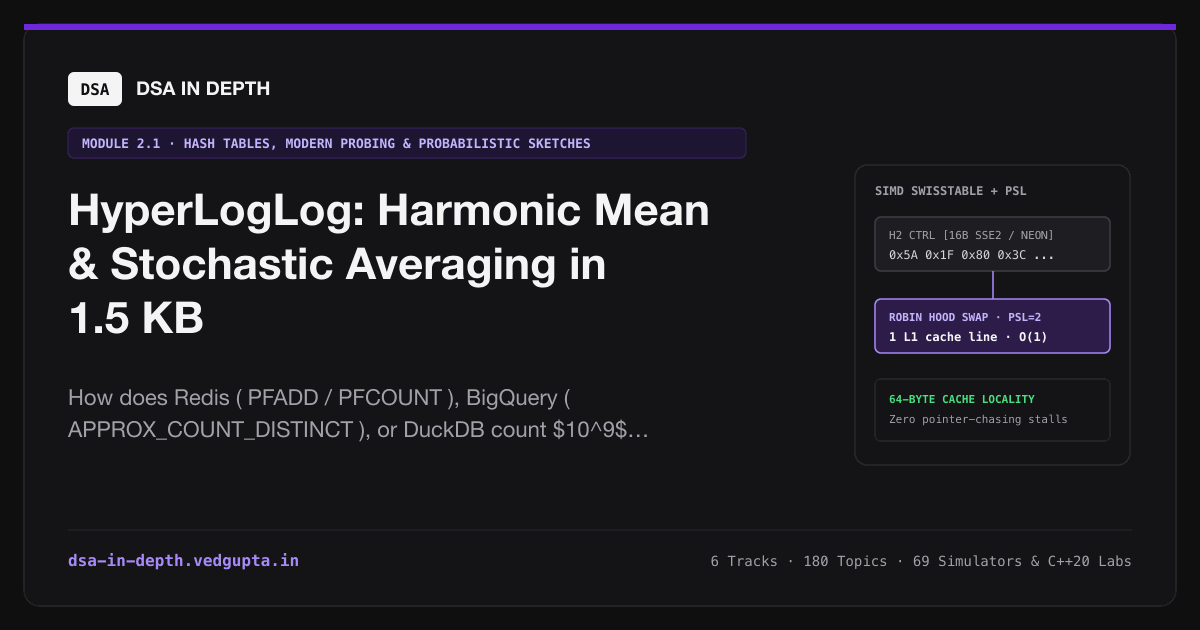 DSA DSA IN DEPTH
MODULE 2.1 · HASH TABLES, MODERN PROBING & PROBABILISTIC SKETCHES
HyperLogLog: Harmonic Mean
& Stochastic Averaging in
1.5 KB
How does Redis ( PFADD / PFCOUNT ), BigQuery (
APPROX_COUNT_DISTINCT ), or DuckDB count $10^9$…
SIMD SWISSTABLE + PSL
H2 CTRL [16B SSE2 / NEON]
0x5A 0x1F 0x80 0x3C ...
ROBIN HOOD SWAP · PSL=2
1 L1 cache line · O(1)
64-BYTE CACHE LOCALITY
Zero pointer-chasing stalls
dsa-in-depth.vedgupta.in
6 Tracks · 180 Topics · 69 Simulators & C++20 Labs